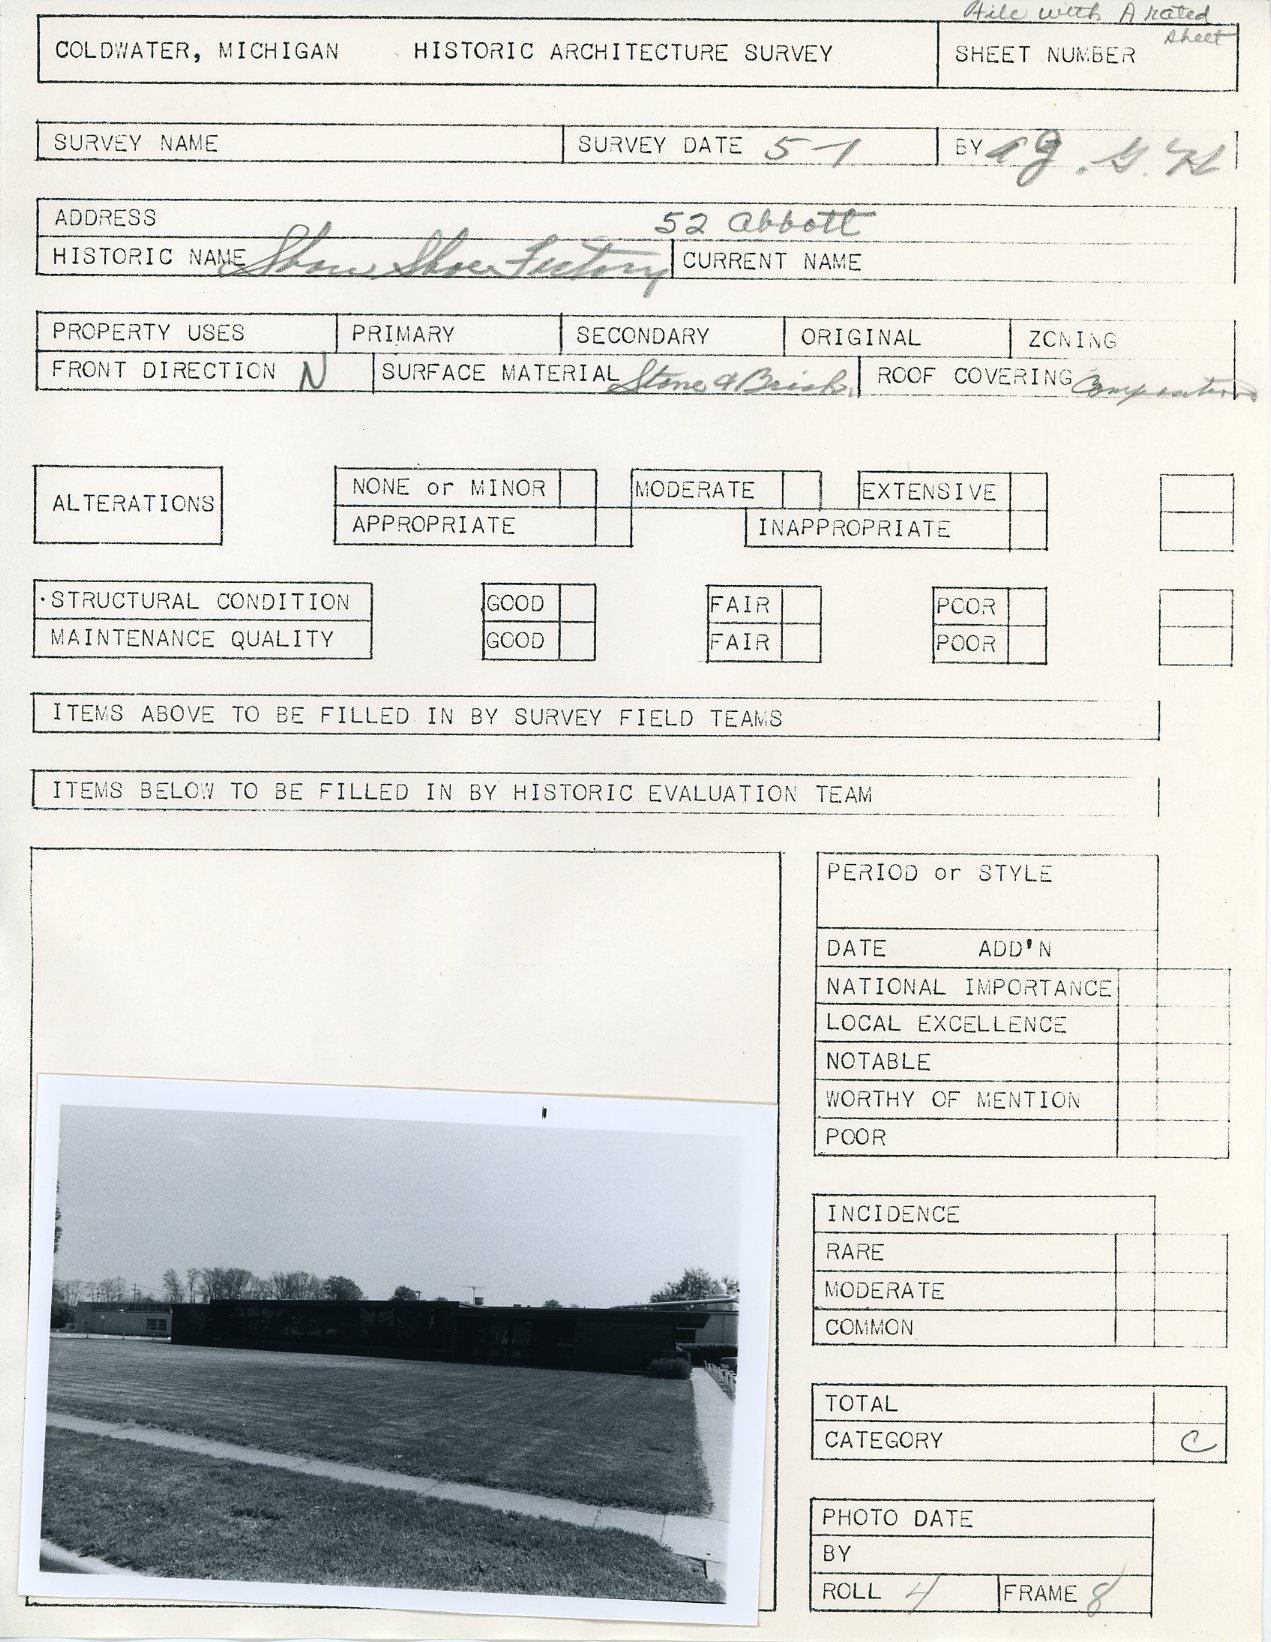 File with A rated
sheet
COLDWATER, MICHIGAN HISTORIC ARCHITECTURE SURVEY SHEET NUMBER
SURVEY NAME SURVEY DATE 5-1 BY
ADDRESS 52 Abbott
HISTORIC NAME Shaw Shoe Factory CURRENT NAME
PROPERTY USES PRIMARY SECONDARY ORIGINAL ZONING
FRONT DIRECTION N SURFACE MATERIAL Stone & Brick ROOF COVERING Composition
ALTERATIONS NONE or MINOR MODERATE EXTENSIVE
APPROPRIATE INAPPROPRIATE
STRUCTURAL CONDITION GOOD FAIR POOR
MAINTENANCE QUALITY GOOD FAIR POOR
ITEMS ABOVE TO BE FILLED IN BY SURVEY FIELD TEAMS
ITEMS BELOW TO BE FILLED IN BY HISTORIC EVALUATION TEAM
PERIOD or STYLE
DATE ADD'N
NATIONAL IMPORTANCE
LOCAL EXCELLENCE
NOTABLE
WORTHY OF MENTION
POOR
INCIDENCE
RARE
MODERATE
COMMON
TOTAL
CATEGORY C
PHOTO DATE
BY
ROLL 4 FRAME 8